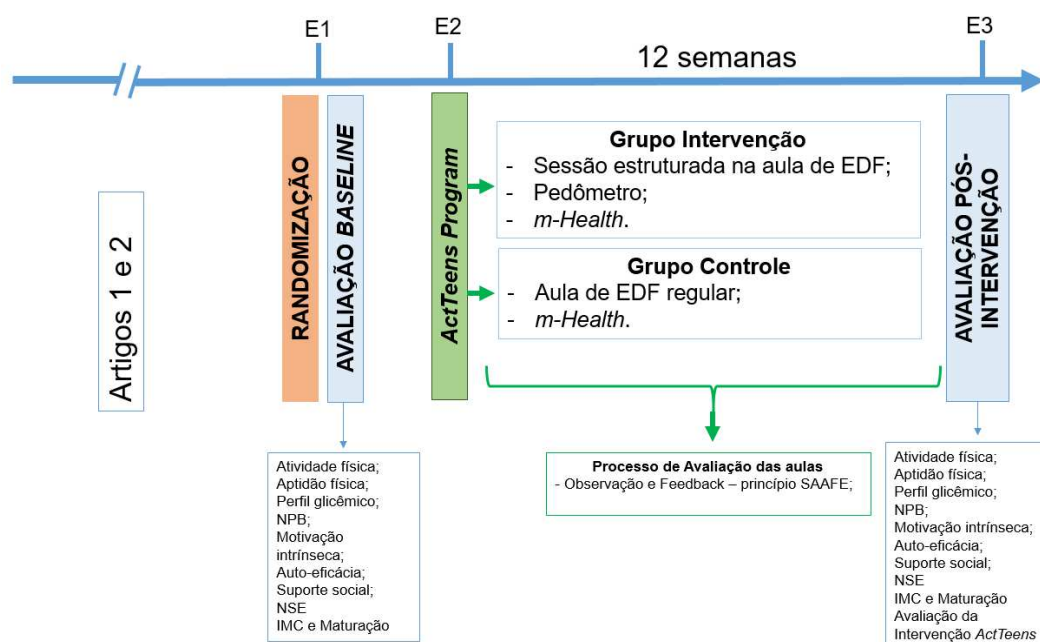 E1
E2
E3
12 semanas
Artigos 1 e 2
RANDOMIZAÇÃO
AVALIAÇÃO BASELINE
ActTeens Program
Grupo Intervenção
- Sessão estruturada na aula de EDF;
- Pedômetro;
- m-Health.
Grupo Controle
- Aula de EDF regular;
- m-Health.
AVALIAÇÃO PÓS-
INTERVENÇÃO
Atividade física;
Aptidão física;
Perfil glicêmico;
NPB;
Motivação
intrínseca;
Auto-eficácia;
Suporte social;
NSE
IMC e Maturação
Processo de Avaliação das aulas
- Observação e Feedback – princípio SAAFE;
Atividade física;
Aptidão física;
Perfil glicêmico;
NPB;
Motivação intrínseca;
Auto-eficácia;
Suporte social;
NSE
IMC e Maturação
Avaliação da
Intervenção ActTeens